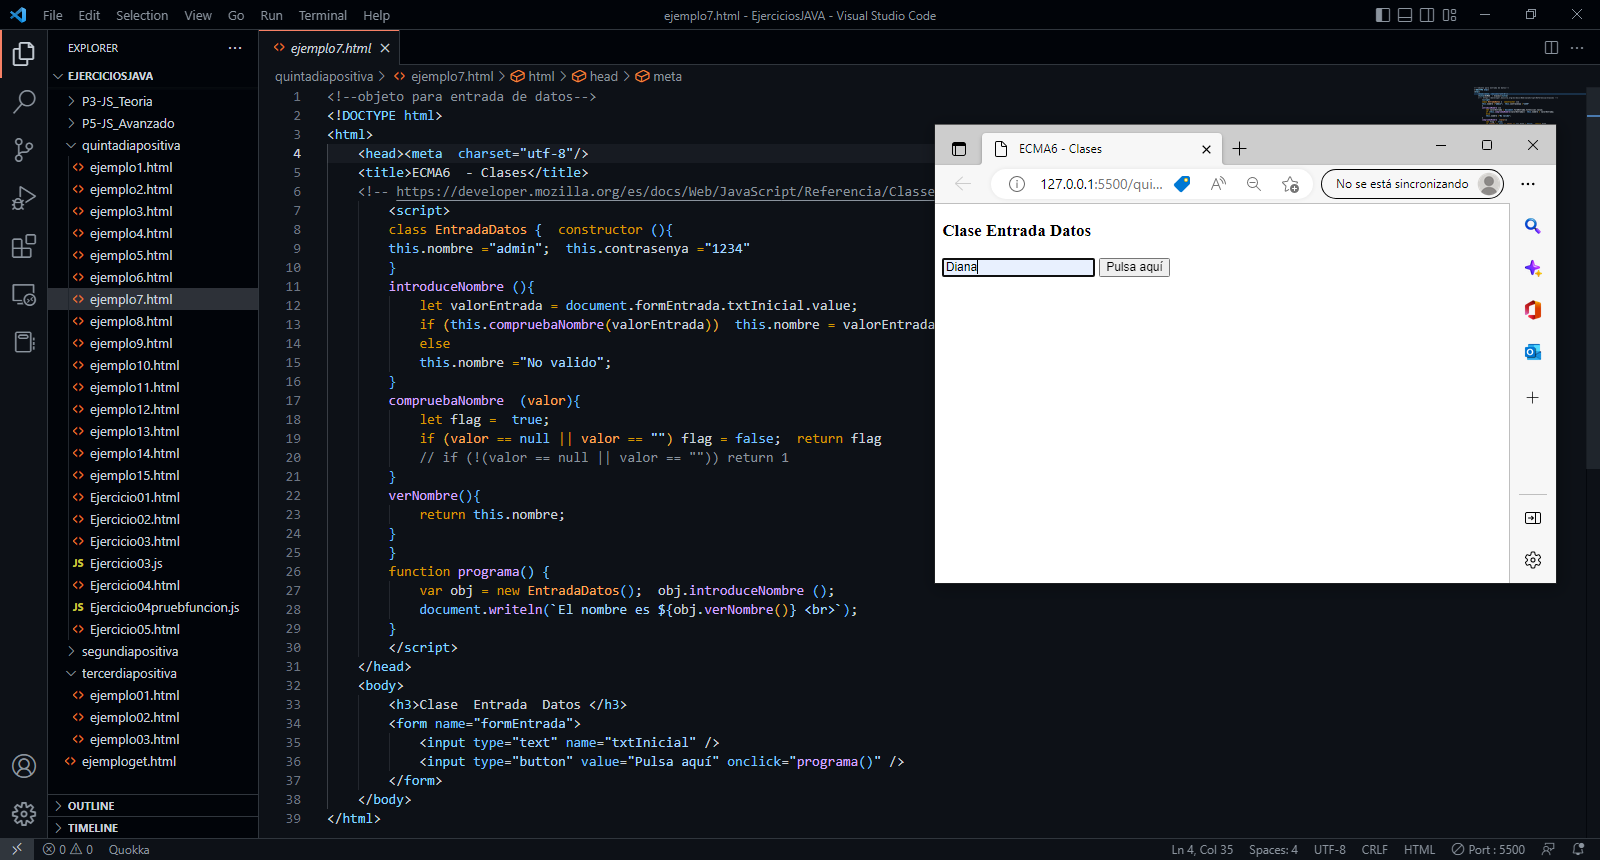 File Edit Selection View Go Run Terminal Help
ejemplo7.html - EjerciciosJAVA - Visual Studio Code
EXPLORER
EJERCICIOSJAVA
P3-JS_Teoria
P5-JS_Avanzado
quintadiapositiva
ejemplo1.html
ejemplo2.html
ejemplo3.html
ejemplo4.html
ejemplo5.html
ejemplo6.html
ejemplo7.html
ejemplo8.html
ejemplo9.html
ejemplo10.html
ejemplo11.html
ejemplo12.html
ejemplo13.html
ejemplo14.html
ejemplo15.html
Ejercicio01.html
Ejercicio02.html
Ejercicio03.html
JS Ejercicio03.js
Ejercicio04.html
JS Ejercicio04pruebfuncion.js
Ejercicio05.html
segundiapositiva
tercerdiapositiva
ejemplo01.html
ejemplo02.html
ejemplo03.html
ejemploget.html
OUTLINE
TIMELINE
ejemplo7.html
quintadiapositiva > ejemplo7.html > html > head > meta
1 <!--objeto para entrada de datos-->
2 <!DOCTYPE html>
3 <html>
4 <head><meta  charset="utf-8"/>
5 <title>ECMA6  - Clases</title>
6 <!-- https://developer.mozilla.org/es/docs/Web/JavaScript/Referencia/Classe
7 <script>
8 class EntradaDatos {  constructor (){
9 this.nombre ="admin";  this.contrasenya ="1234"
10 }
11 introduceNombre (){
12 let valorEntrada = document.formEntrada.txtInicial.value;
13 if (this.compruebaNombre(valorEntrada))  this.nombre = valorEntrada
14 else
15 this.nombre ="No valido";
16 }
17 compruebaNombre  (valor){
18 let flag =  true;
19 if (valor == null || valor == "") flag = false;  return flag
20 // if (!(valor == null || valor == "")) return 1
21 }
22 verNombre(){
23 return this.nombre;
24 }
25 }
26 function programa() {
27 var obj = new EntradaDatos();  obj.introduceNombre ();
28 document.writeln(`El nombre es ${obj.verNombre()} <br>`);
29 }
30 </script>
31 </head>
32 <body>
33 <h3>Clase  Entrada  Datos </h3>
34 <form name="formEntrada">
35 <input type="text" name="txtInicial" />
36 <input type="button" value="Pulsa aquí" onclick="programa()" />
37 </form>
38 </body>
39 </html>
ECMA6 - Clases
127.0.0.1:5500/qui...
No se está sincronizando
Clase Entrada Datos
Diana
Pulsa aquí
0 0 Quokka
Ln 4, Col 35 Spaces: 4 UTF-8 CRLF HTML Port : 5500